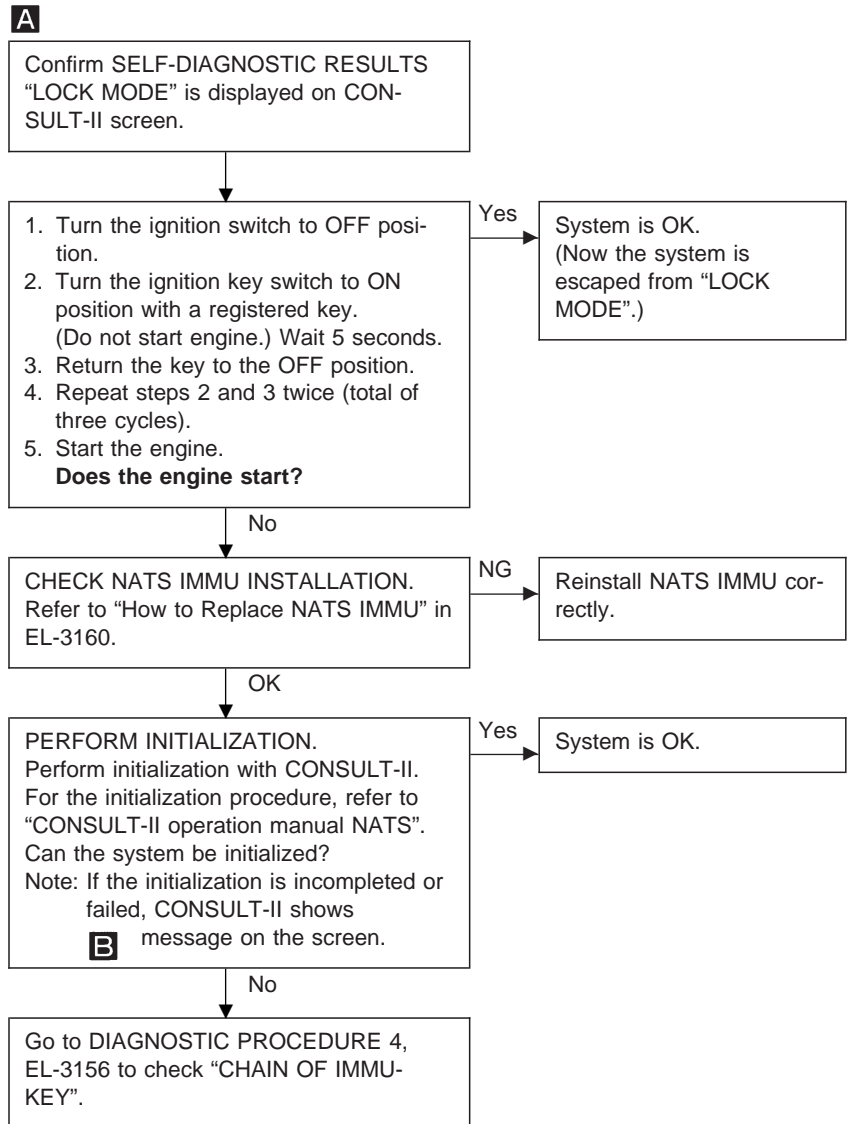 A
Confirm SELF-DIAGNOSTIC RESULTS
“LOCK MODE” is displayed on CON-
SULT-II screen.
1. Turn the ignition switch to OFF posi-
tion.
2. Turn the ignition key switch to ON
position with a registered key.
(Do not start engine.) Wait 5 seconds.
3. Return the key to the OFF position.
4. Repeat steps 2 and 3 twice (total of
three cycles).
5. Start the engine.
Does the engine start?
Yes
System is OK.
(Now the system is
escaped from “LOCK
MODE”.)
No
CHECK NATS IMMU INSTALLATION.
Refer to “How to Replace NATS IMMU” in
EL-3160.
NG
Reinstall NATS IMMU cor-
rectly.
OK
PERFORM INITIALIZATION.
Perform initialization with CONSULT-II.
For the initialization procedure, refer to
“CONSULT-II operation manual NATS”.
Can the system be initialized?
Note: If the initialization is incompleted or
failed, CONSULT-II shows
B message on the screen.
Yes
System is OK.
No
Go to DIAGNOSTIC PROCEDURE 4,
EL-3156 to check “CHAIN OF IMMU-
KEY”.